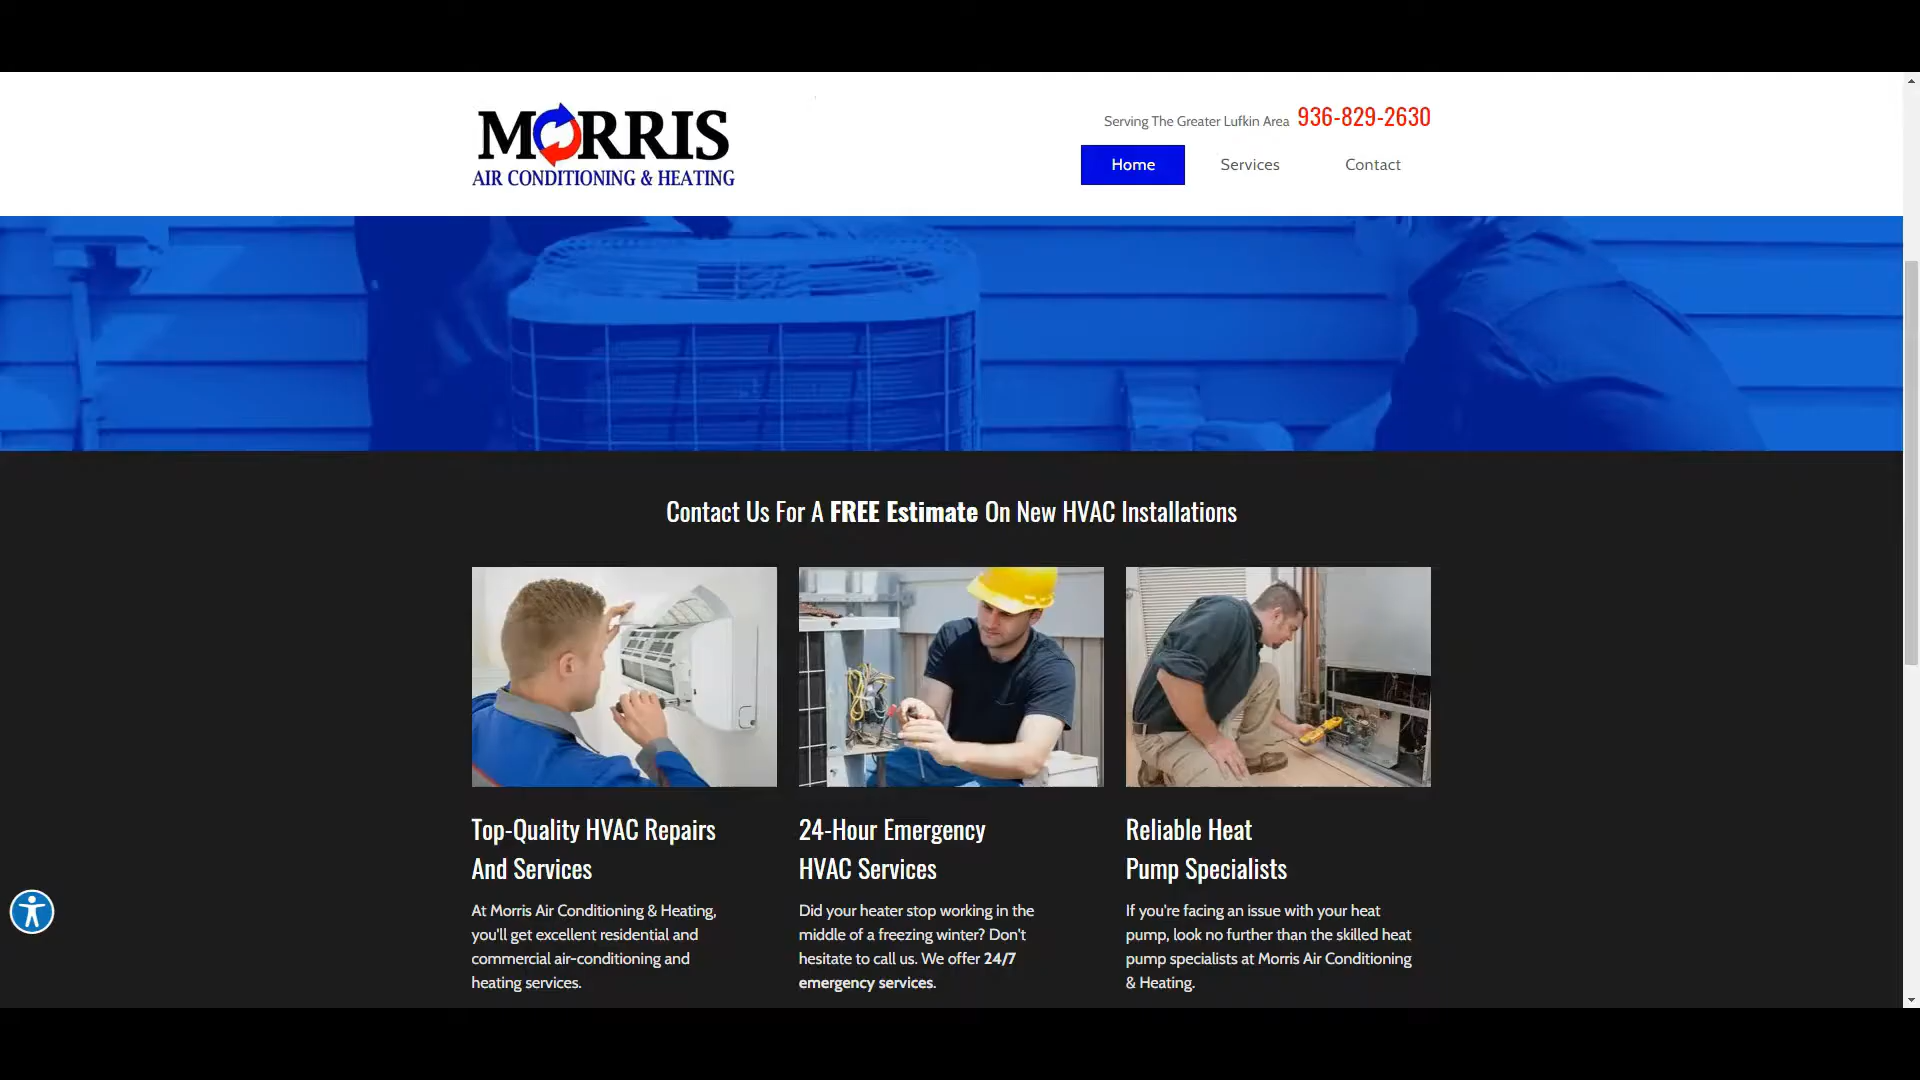 MORRIS
AIR CONDITIONING & HEATING
Serving The Greater Lufkin Area 936-829-2630
Home Services Contact
Contact Us For A FREE Estimate On New HVAC Installations
Top-Quality HVAC Repairs
And Services
At Morris Air Conditioning & Heating,
you'll get excellent residential and
commercial air-conditioning and
heating services.
24-Hour Emergency
HVAC Services
Did your heater stop working in the
middle of a freezing winter? Don't
hesitate to call us. We offer 24/7
emergency services.
Reliable Heat
Pump Specialists
If you're facing an issue with your heat
pump, look no further than the skilled heat
pump specialists at Morris Air Conditioning
& Heating.